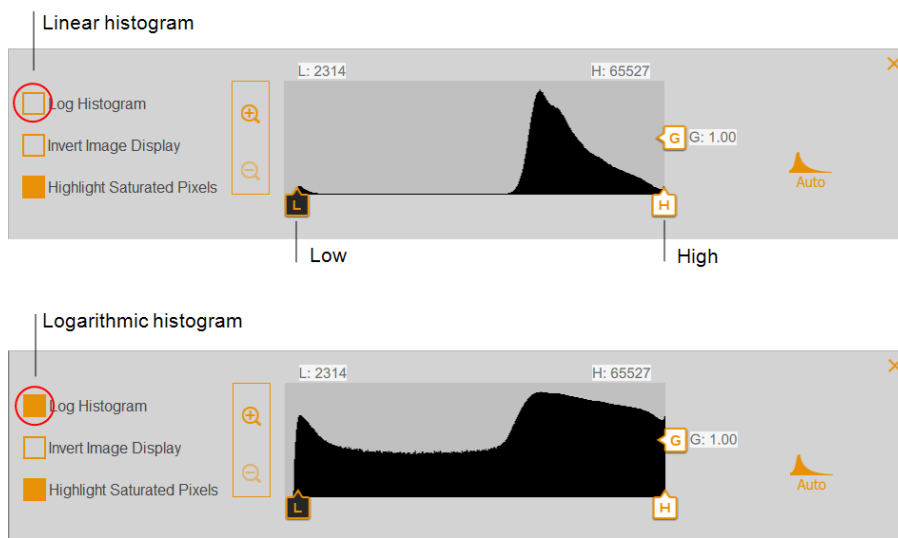 Linear histogram
L: 2314 H: 65527
Log Histogram
Invert Image Display
G G: 1.00
Highlight Saturated Pixels
Auto
L H
Low High
Logarithmic histogram
L: 2314 H: 65527
Log Histogram
Invert Image Display
G G: 1.00
Highlight Saturated Pixels
Auto
L H